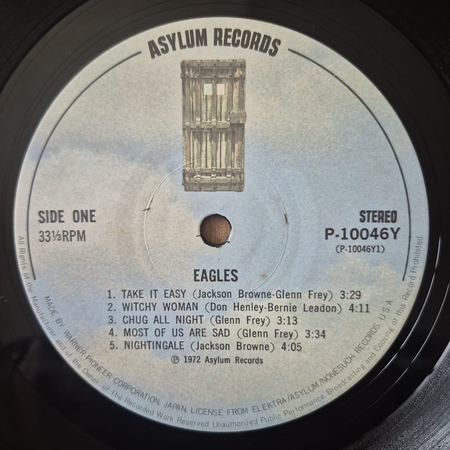 ASYLUM RECORDS
SIDE ONE
33⅓RPM
STEREO
P-10046Y
(P-10046Y1)
EAGLES
1. TAKE IT EASY (Jackson Browne-Glenn Frey) 3:29
2. WITCHY WOMAN (Don Henley-Bernie Leadon) 4:11
3. CHUG ALL NIGHT (Glenn Frey) 3:13
4. MOST OF US ARE SAD (Glenn Frey) 3:34
5. NIGHTINGALE (Jackson Browne) 4:05
Ⓟ 1972 Asylum Records
MADE BY WARNER-PIONEER CORPORATION, JAPAN. LICENSE FROM ELEKTRA/ASYLUM/NONESUCH RECORDS, U.S.A.
All Rights of the Manufacturer and of the Owner of the Recorded Work Reserved Unauthorized Public Performance Broadcasting and Copying of this Record Prohibited